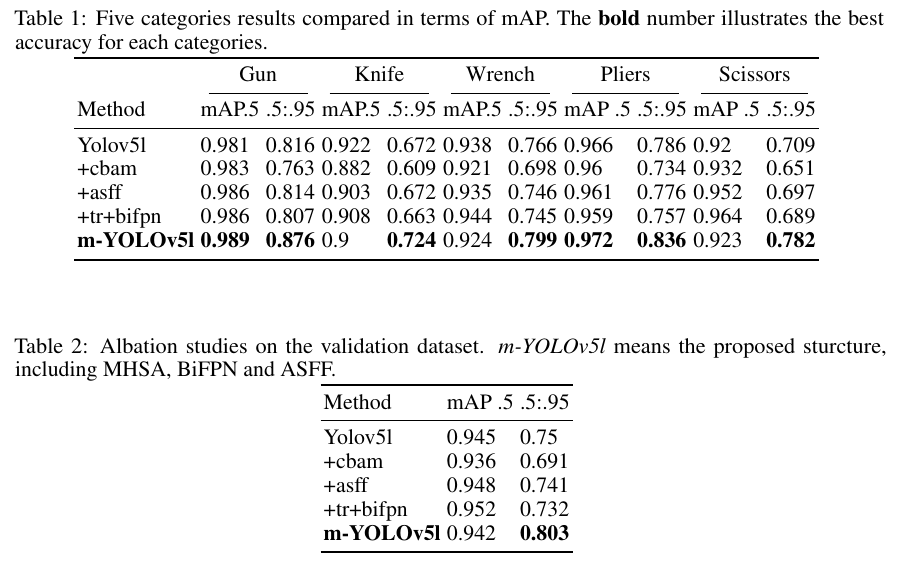 Table 1: Five categories results compared in terms of mAP. The bold number illustrates the best
accuracy for each categories.
Gun Knife Wrench Pliers Scissors
Method mAP.5 .5:.95 mAP.5 .5:.95 mAP.5 .5:.95 mAP .5 .5:.95 mAP .5 .5:.95
Yolov5l 0.981 0.816 0.922 0.672 0.938 0.766 0.966 0.786 0.92 0.709
+cbam 0.983 0.763 0.882 0.609 0.921 0.698 0.96 0.734 0.932 0.651
+asff 0.986 0.814 0.903 0.672 0.935 0.746 0.961 0.776 0.952 0.697
+tr+bifpn 0.986 0.807 0.908 0.663 0.944 0.745 0.959 0.757 0.964 0.689
m-YOLOv5l 0.989 0.876 0.9 0.724 0.924 0.799 0.972 0.836 0.923 0.782
Table 2: Albation studies on the validation dataset. m-YOLOv5l means the proposed sturcture,
including MHSA, BiFPN and ASFF.
Method mAP .5 .5:.95
Yolov5l 0.945 0.75
+cbam 0.936 0.691
+asff 0.948 0.741
+tr+bifpn 0.952 0.732
m-YOLOv5l 0.942 0.803